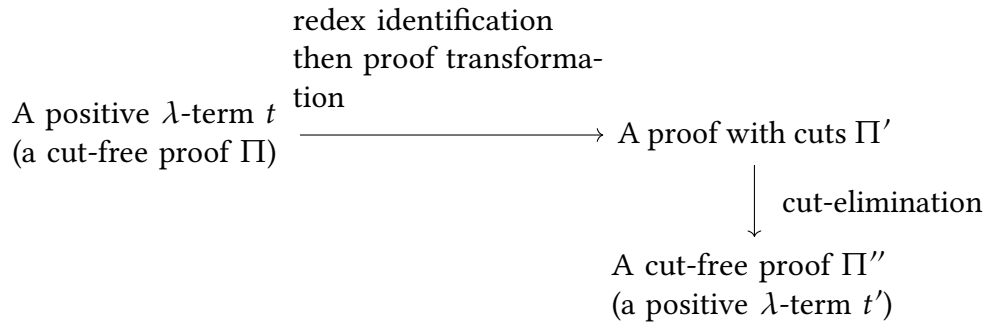 redex identification
then proof transforma-
tion
A positive λ-term t
(a cut-free proof Π)
A proof with cuts Π′
cut-elimination
A cut-free proof Π′′
(a positive λ-term t′)